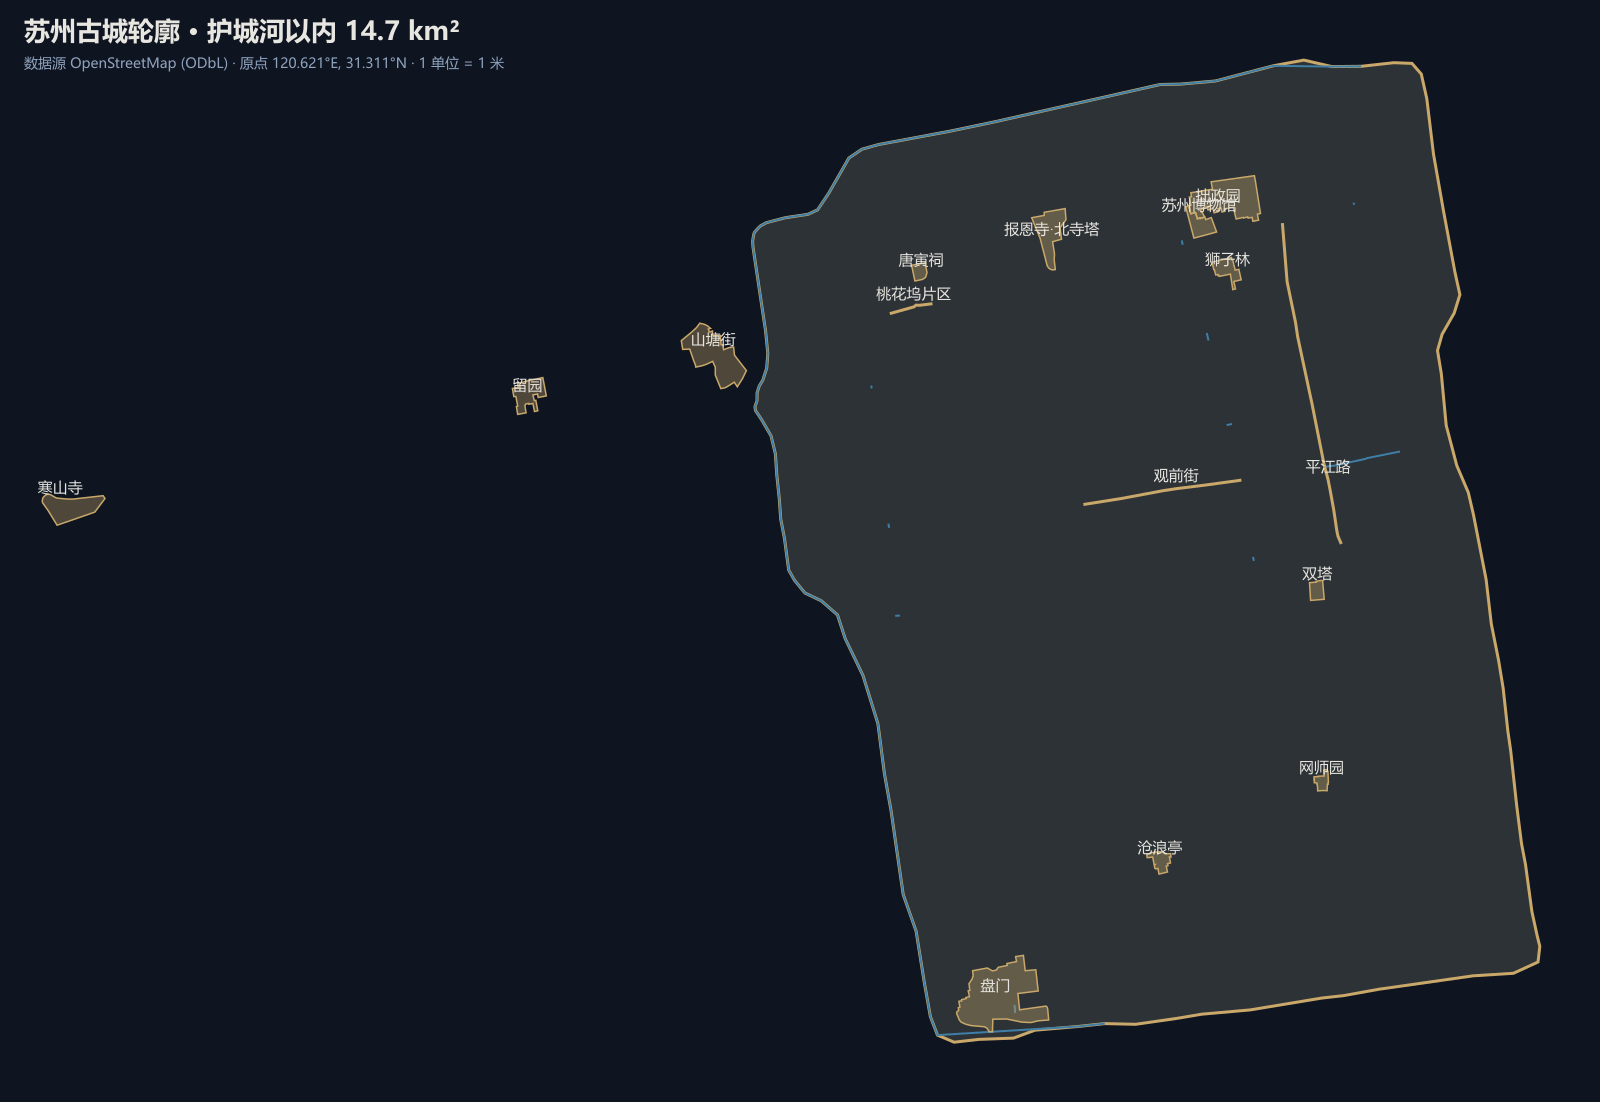 苏州古城轮廓 · 护城河以内 14.7 km²
数据源 OpenStreetMap (ODbL) · 原点 120.621°E, 31.311°N · 1 单位 = 1 米
拙政园
苏州博物馆
报恩寺·北寺塔
唐寅祠
狮子林
桃花坞片区
山塘街
留园
平江路
观前街
寒山寺
双塔
网师园
沧浪亭
盘门